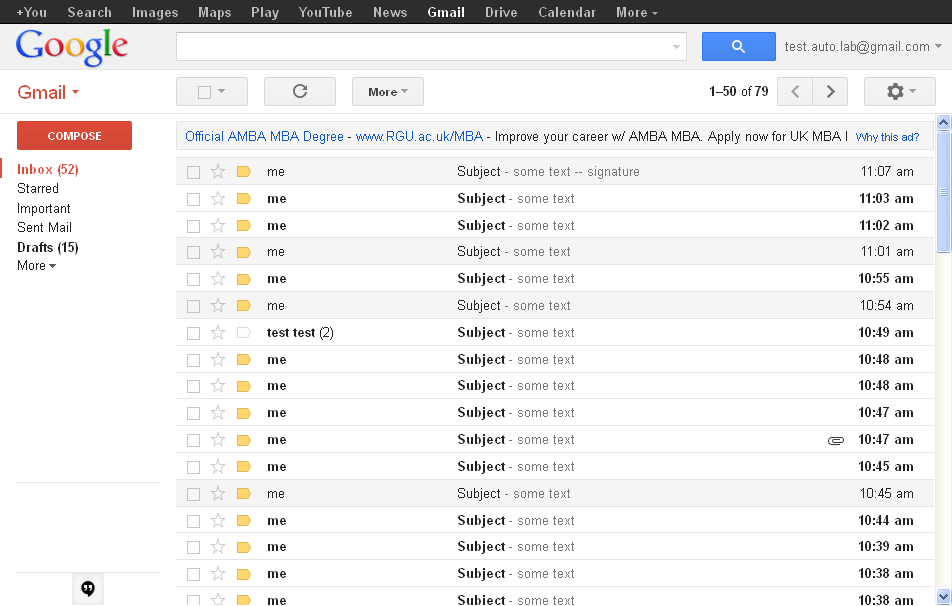 +You Search Images Maps Play YouTube News Gmail Drive Calendar More
Google
test.auto.lab@gmail.com
Gmail
More
1–50 of 79
COMPOSE
Inbox (52)
Starred
Important
Sent Mail
Drafts (15)
More
Official AMBA MBA Degree - www.RGU.ac.uk/MBA - Improve your career w/ AMBA MBA. Apply now for UK MBA Why this ad?
me Subject - some text -- signature 11:07 am
me Subject - some text 11:03 am
me Subject - some text 11:02 am
me Subject - some text 11:01 am
me Subject - some text 10:55 am
me Subject - some text 10:54 am
test test (2) Subject - some text 10:49 am
me Subject - some text 10:48 am
me Subject - some text 10:48 am
me Subject - some text 10:47 am
me Subject - some text 10:47 am
me Subject - some text 10:45 am
me Subject - some text 10:45 am
me Subject - some text 10:44 am
me Subject - some text 10:39 am
me Subject - some text 10:38 am
me Subject - some text 10:38 am